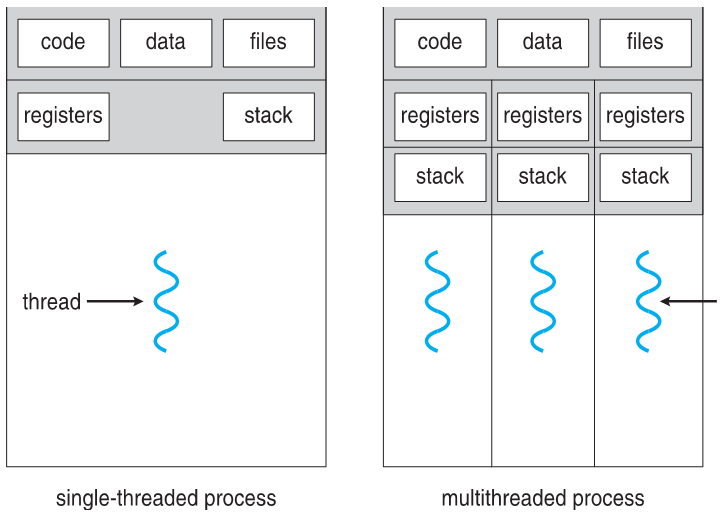 code data files
registers stack
thread
single-threaded process
code data files
registers registers registers
stack stack stack
multithreaded process